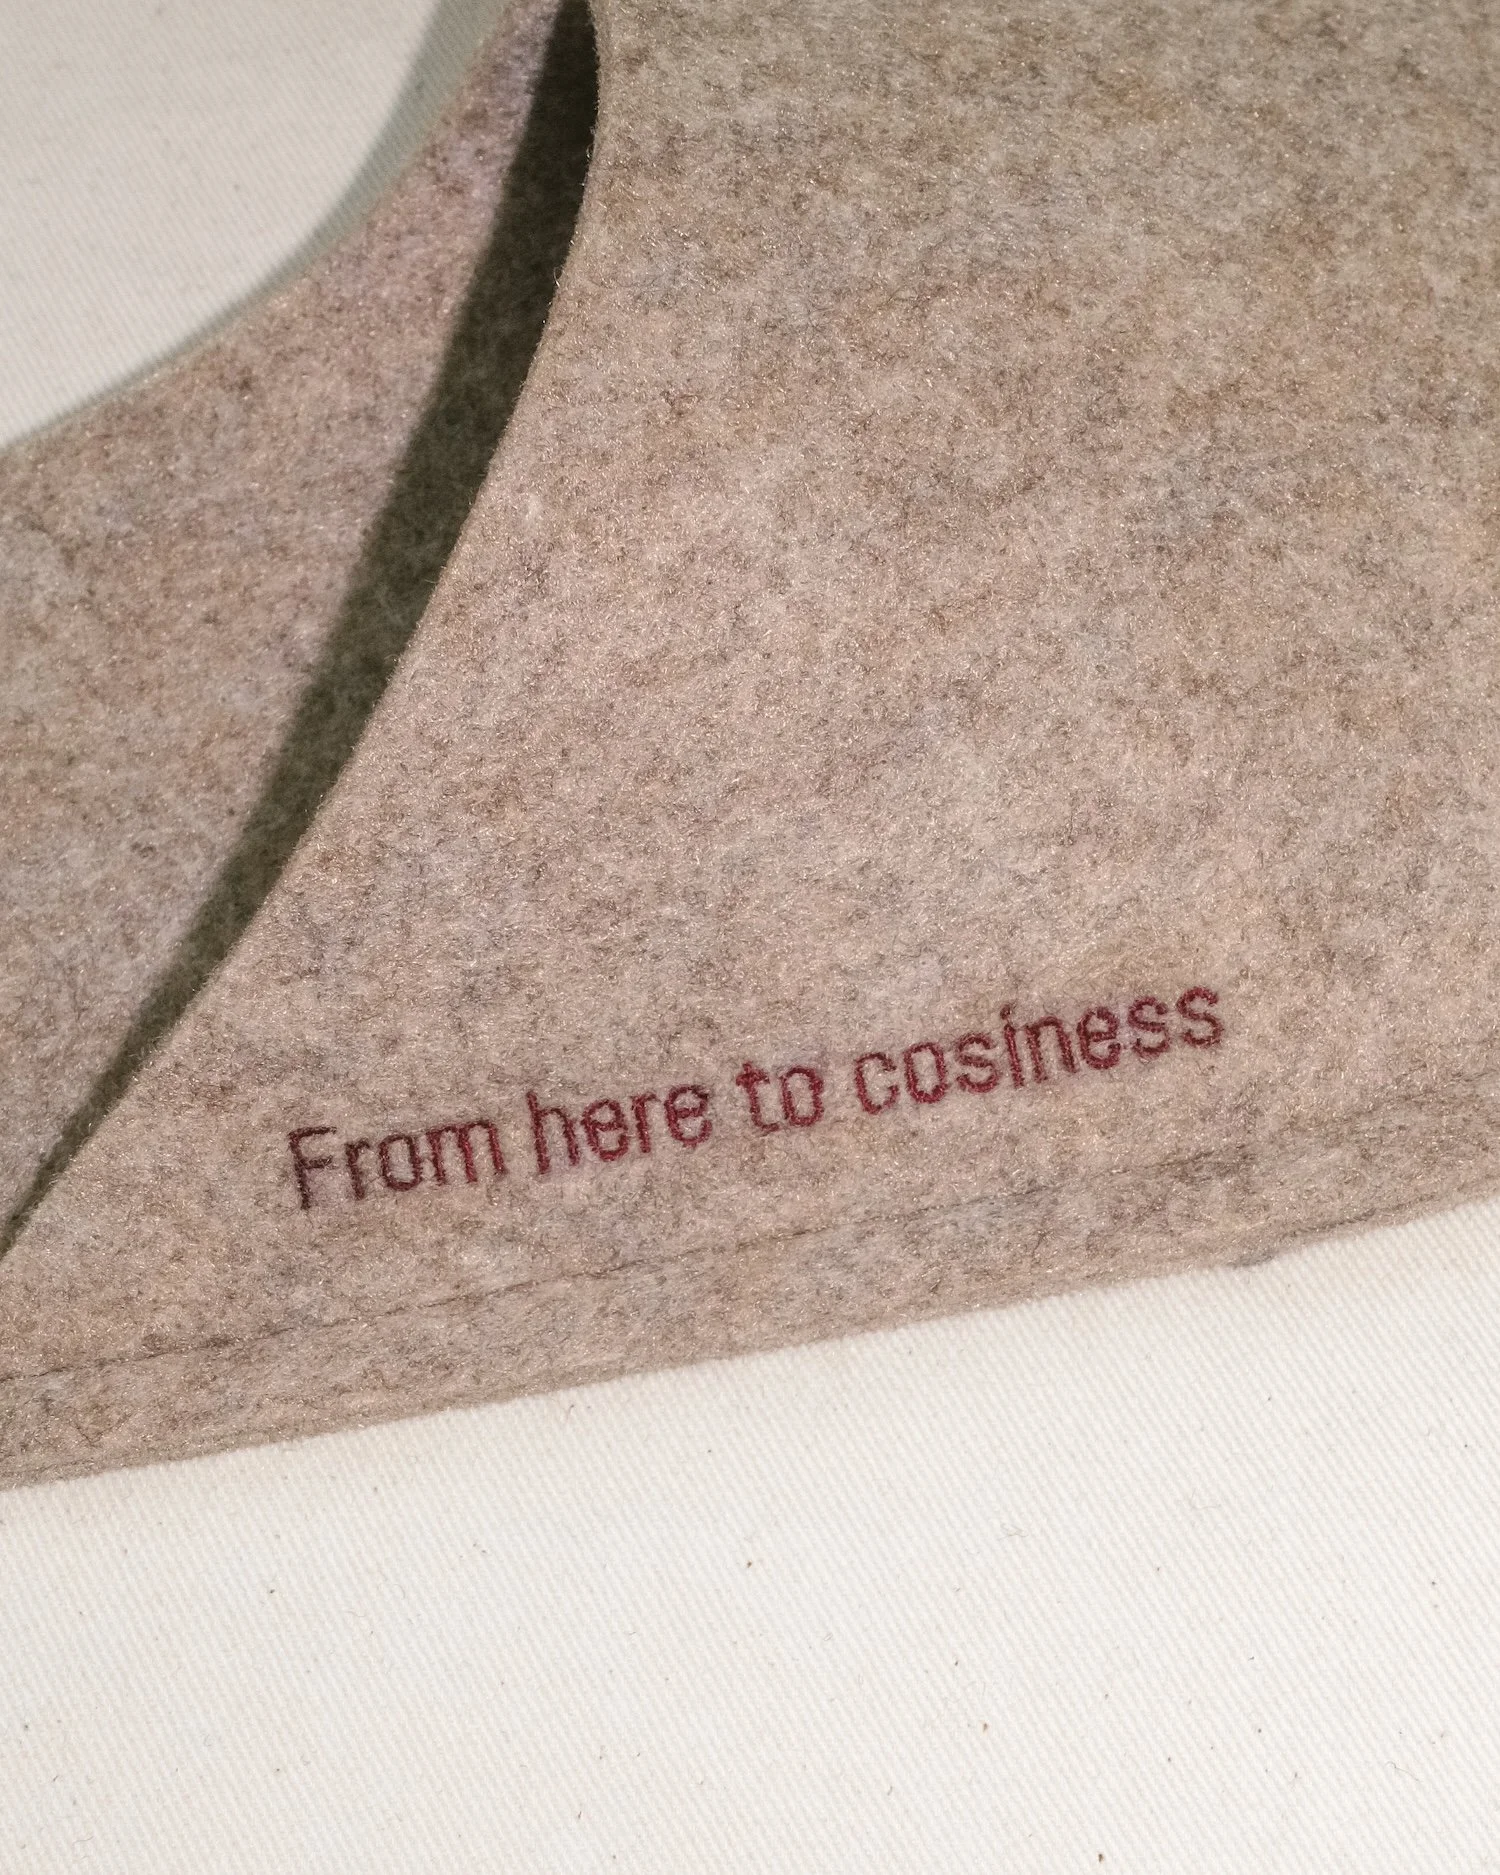 From here to cosiness